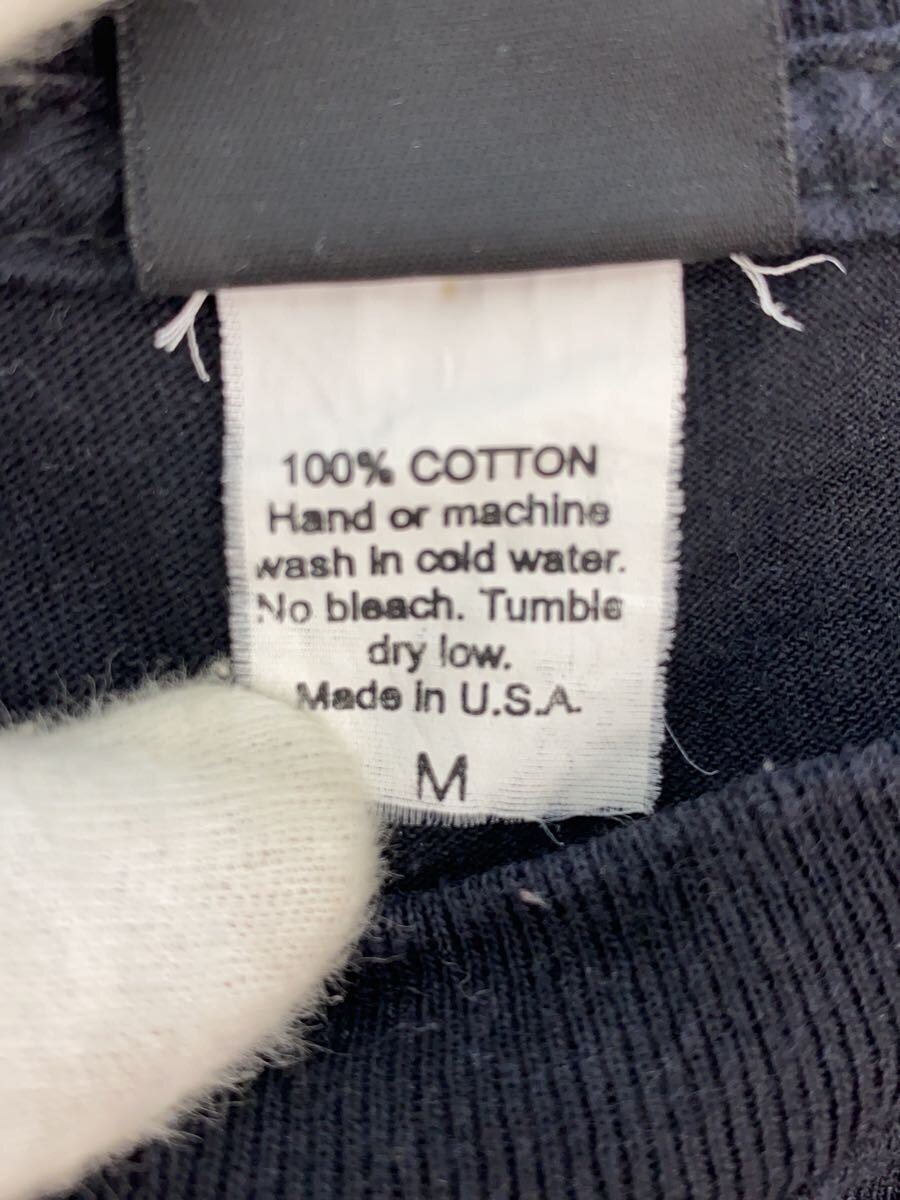 100% COTTON
Hand or machine
wash in cold water.
No bleach. Tumble
dry low.
Made in U.S.A.
M